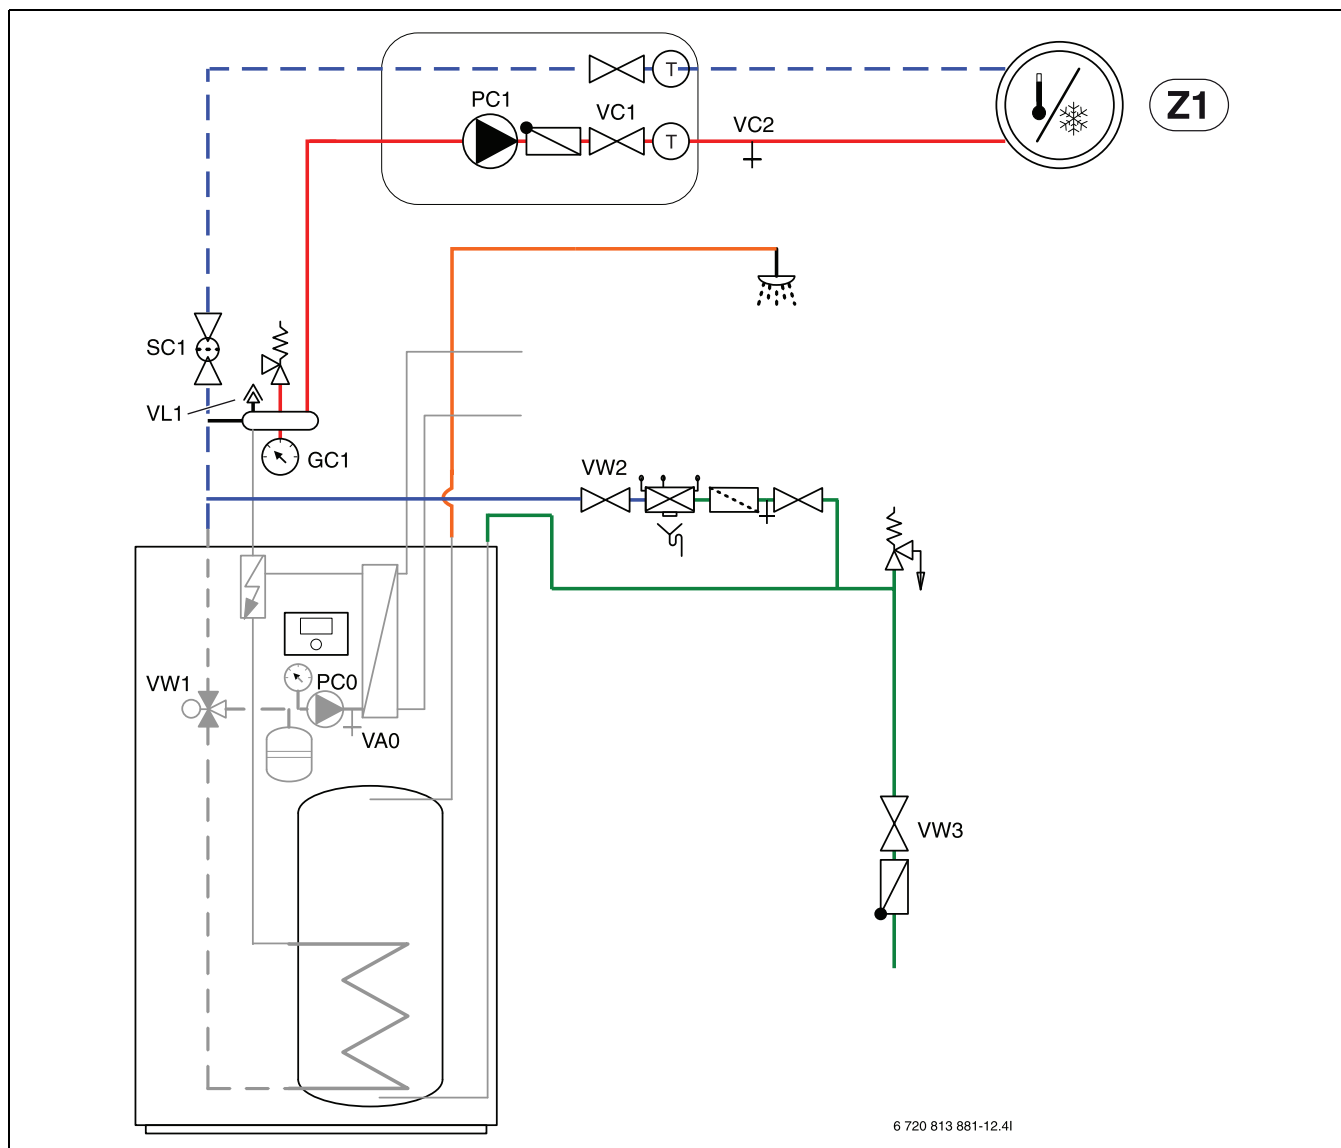 T
PC1
VC1
Z1
VC2
T
SC1
VL1
GC1
VW2
VW1
PC0
VA0
VW3
6 720 813 881-12.4I